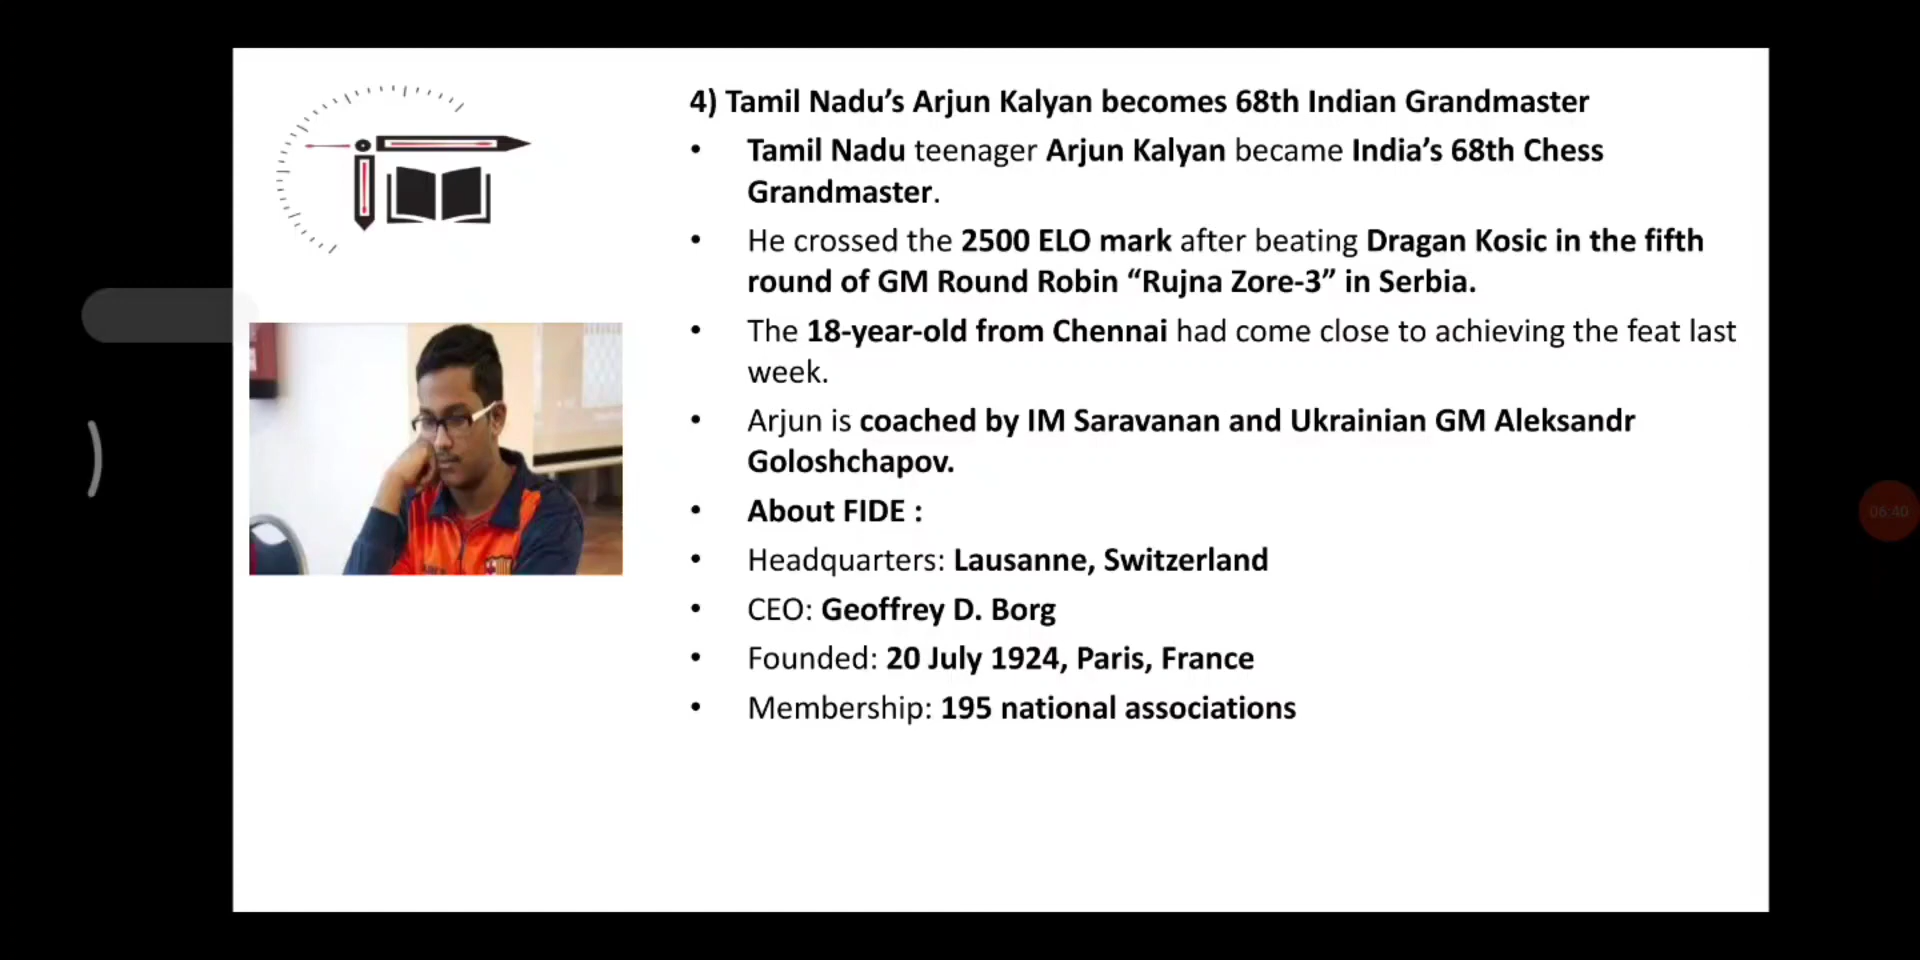 4) Tamil Nadu’s Arjun Kalyan becomes 68th Indian Grandmaster
• Tamil Nadu teenager Arjun Kalyan became India’s 68th Chess
Grandmaster.
• He crossed the 2500 ELO mark after beating Dragan Kosic in the fifth
round of GM Round Robin “Rujna Zore-3” in Serbia.
• The 18-year-old from Chennai had come close to achieving the feat last
week.
• Arjun is coached by IM Saravanan and Ukrainian GM Aleksandr
Goloshchapov.
• About FIDE :
• Headquarters: Lausanne, Switzerland
• CEO: Geoffrey D. Borg
• Founded: 20 July 1924, Paris, France
• Membership: 195 national associations
06:40